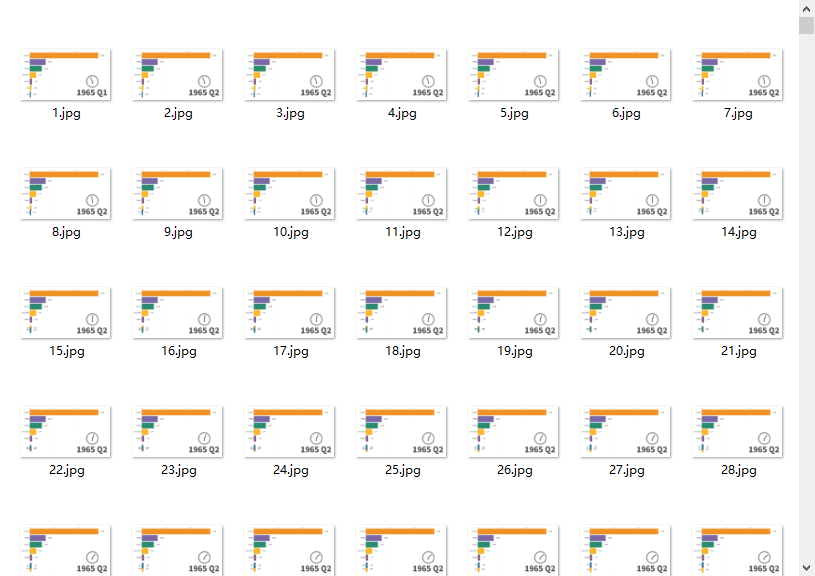 1965 Q1 1965 Q2 1965 Q2 1965 Q2 1965 Q2 1965 Q2 1965 Q2
1.jpg 2.jpg 3.jpg 4.jpg 5.jpg 6.jpg 7.jpg
1965 Q2 1965 Q2 1965 Q2 1965 Q2 1965 Q2 1965 Q2 1965 Q2
8.jpg 9.jpg 10.jpg 11.jpg 12.jpg 13.jpg 14.jpg
1965 Q2 1965 Q2 1965 Q2 1965 Q2 1965 Q2 1965 Q2 1965 Q2
15.jpg 16.jpg 17.jpg 18.jpg 19.jpg 20.jpg 21.jpg
1965 Q2 1965 Q2 1965 Q2 1965 Q2 1965 Q2 1965 Q2 1965 Q2
22.jpg 23.jpg 24.jpg 25.jpg 26.jpg 27.jpg 28.jpg
1965 Q2 1965 Q2 1965 Q2 1965 Q2 1965 Q2 1965 Q2 1965 Q2